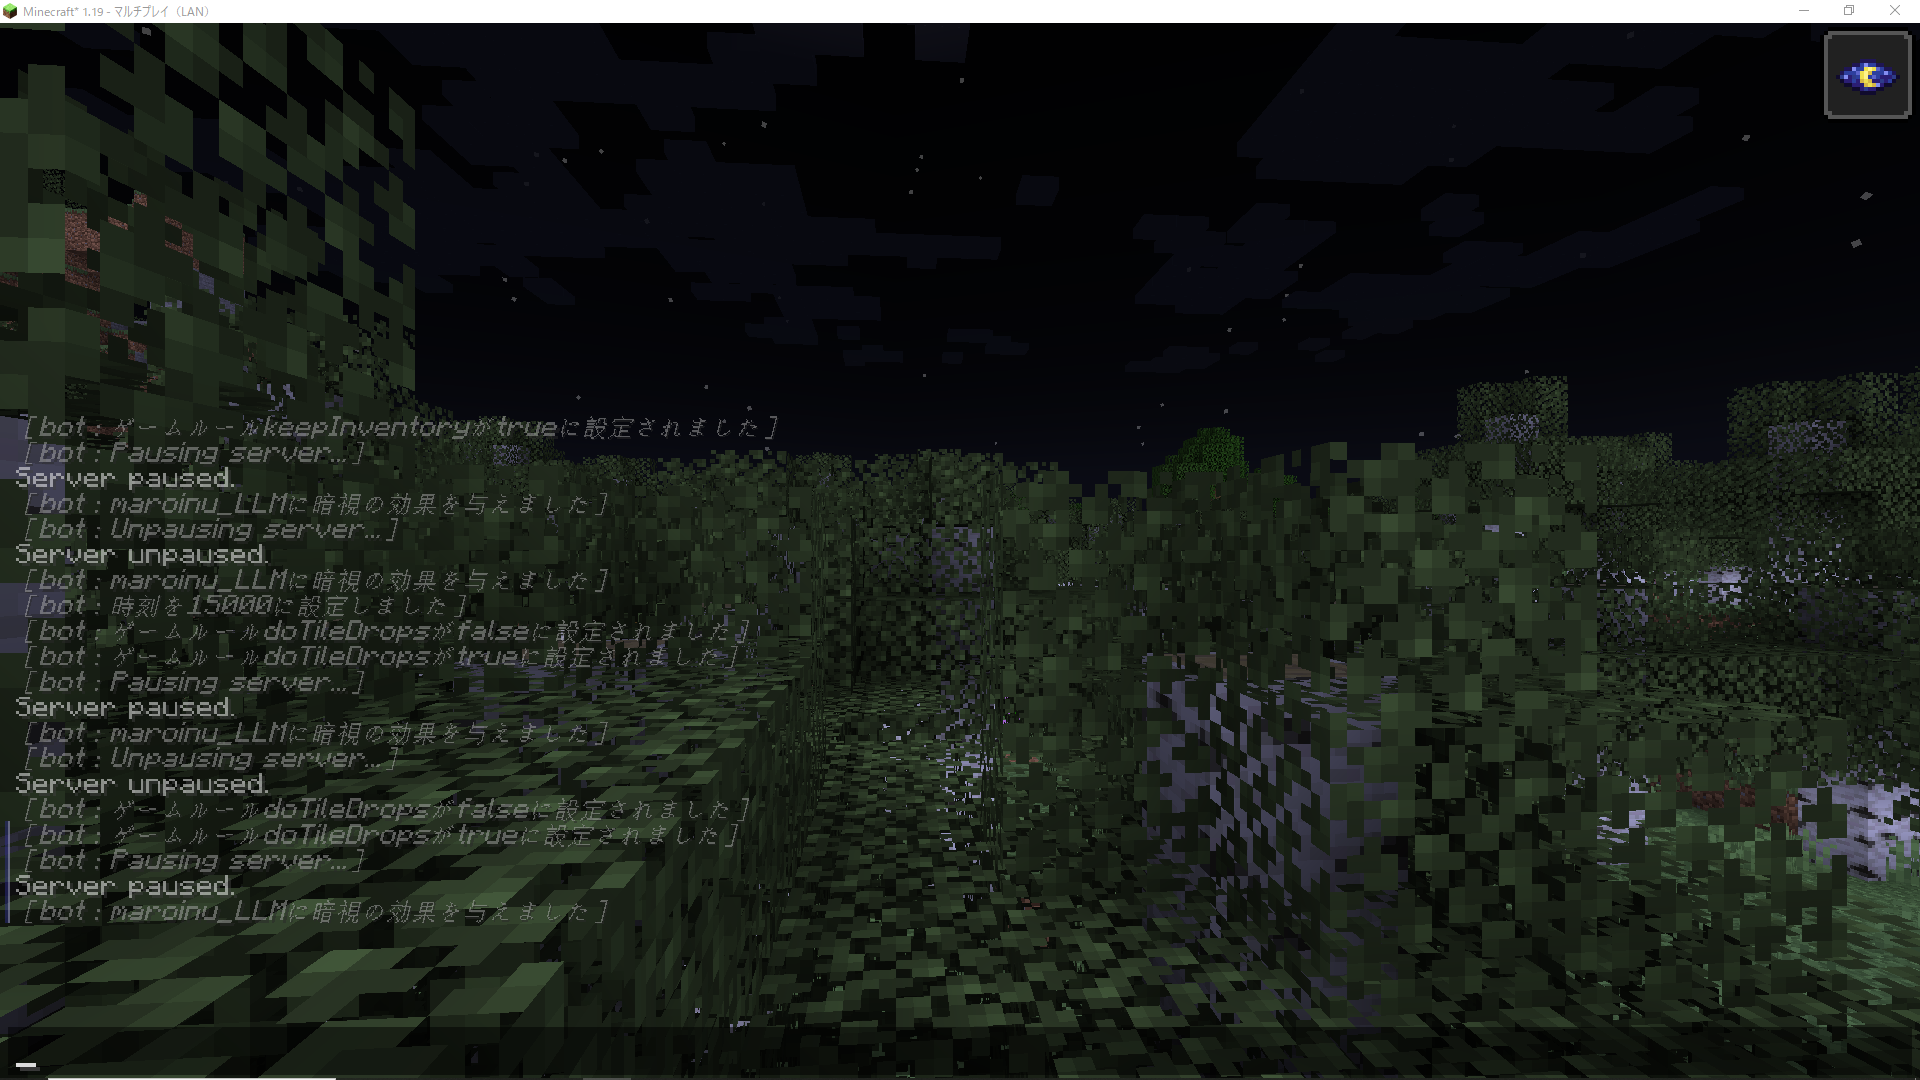 Minecraft* 1.19 - マルチプレイ（LAN）
[bot: ゲームルールkeepInventoryがtrueに設定されました]
[bot: Pausing server...]
Server paused.
[bot: maroinu_LLMに暗視の効果を与えました]
[bot: Unpausing server...]
Server unpaused.
[bot: maroinu_LLMに暗視の効果を与えました]
[bot: 時刻を15000に設定しました]
[bot: ゲームルールdoTileDropsがfalseに設定されました]
[bot: ゲームルールdoTileDropsがtrueに設定されました]
[bot: Pausing server...]
Server paused.
[bot: maroinu_LLMに暗視の効果を与えました]
[bot: Unpausing server...]
Server unpaused.
[bot: ゲームルールdoTileDropsがfalseに設定されました]
[bot: ゲームルールdoTileDropsがtrueに設定されました]
[bot: Pausing server...]
Server paused.
[bot: maroinu_LLMに暗視の効果を与えました]